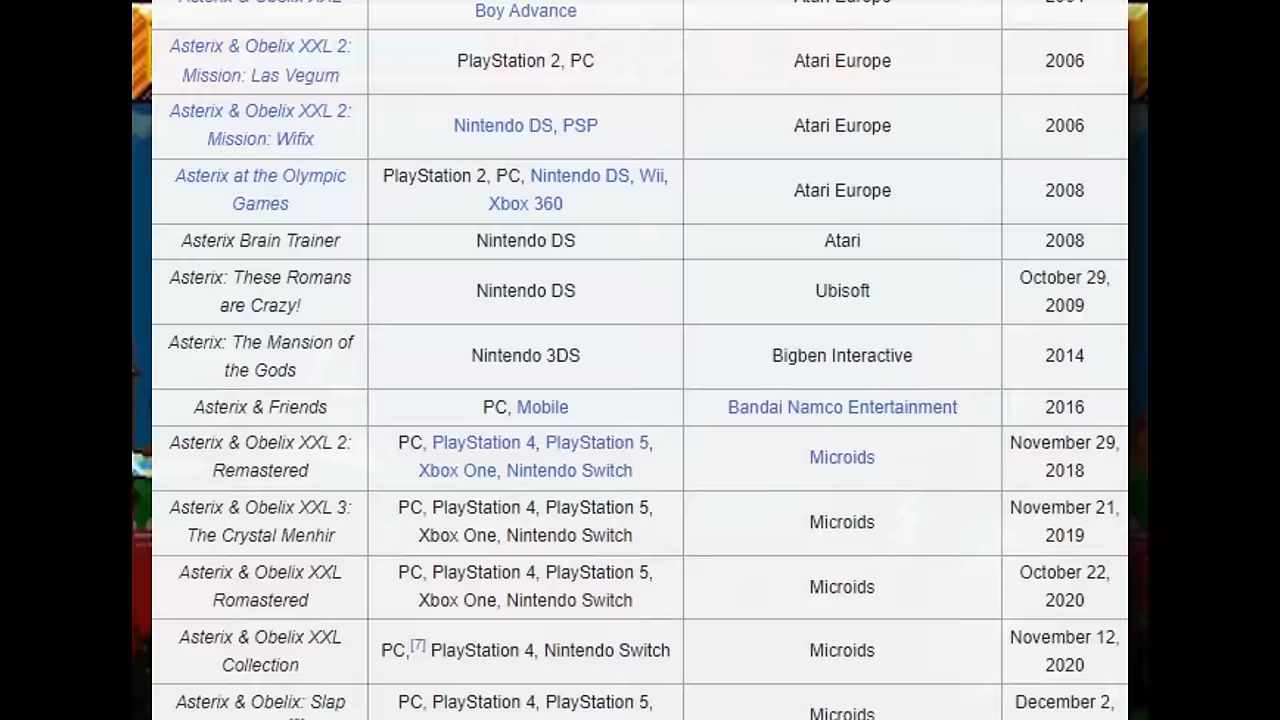 Asterix & Obelix XXL
Boy Advance
Atari Europe
2004
Asterix & Obelix XXL 2:
Mission: Las Vegum
PlayStation 2, PC
Atari Europe
2006
Asterix & Obelix XXL 2:
Mission: Wifix
Nintendo DS, PSP
Atari Europe
2006
Asterix at the Olympic
Games
PlayStation 2, PC, Nintendo DS, Wii,
Xbox 360
Atari Europe
2008
Asterix Brain Trainer
Nintendo DS
Atari
2008
Asterix: These Romans
are Crazy!
Nintendo DS
Ubisoft
October 29,
2009
Asterix: The Mansion of
the Gods
Nintendo 3DS
Bigben Interactive
2014
Asterix & Friends
PC, Mobile
Bandai Namco Entertainment
2016
Asterix & Obelix XXL 2:
Remastered
PC, PlayStation 4, PlayStation 5,
Xbox One, Nintendo Switch
Microids
November 29,
2018
Asterix & Obelix XXL 3:
The Crystal Menhir
PC, PlayStation 4, PlayStation 5,
Xbox One, Nintendo Switch
Microids
November 21,
2019
Asterix & Obelix XXL
Romastered
PC, PlayStation 4, PlayStation 5,
Xbox One, Nintendo Switch
Microids
October 22,
2020
Asterix & Obelix XXL
Collection
PC,[7] PlayStation 4, Nintendo Switch
Microids
November 12,
2020
Asterix & Obelix: Slap
PC, PlayStation 4, PlayStation 5,
Microids
December 2,